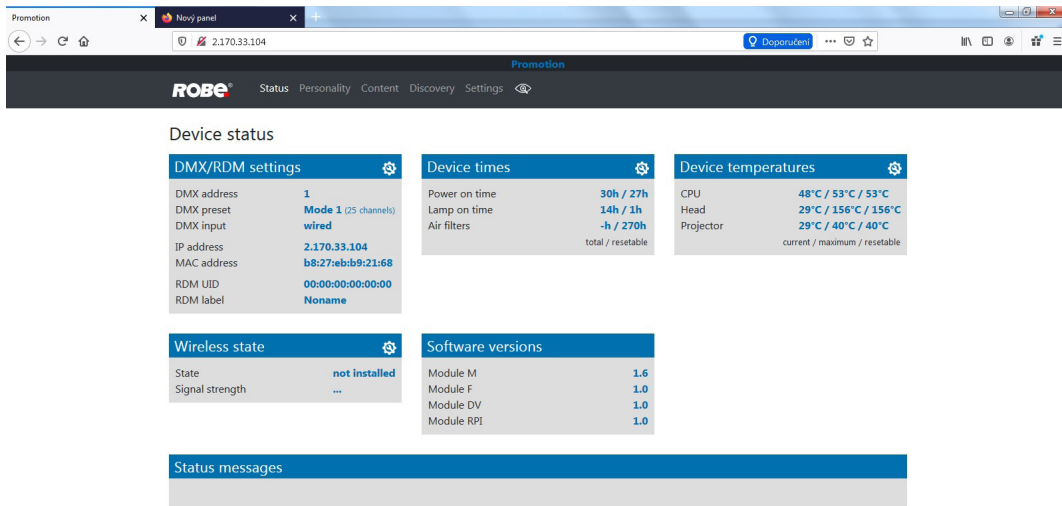 Promotion
Nový panel
2.170.33.104
Doporučení
Promotion
ROBE®
Status Personality Content Discovery Settings
Device status
DMX/RDM settings
DMX address 1
DMX preset Mode 1 (25 channels)
DMX input wired
IP address 2.170.33.104
MAC address b8:27:eb:b9:21:68
RDM UID 00:00:00:00:00:00
RDM label Noname
Device times
Power on time 30h / 27h
Lamp on time 14h / 1h
Air filters -h / 270h
total / resetable
Device temperatures
CPU 48°C / 53°C / 53°C
Head 29°C / 156°C / 156°C
Projector 29°C / 40°C / 40°C
current / maximum / resetable
Wireless state
State not installed
Signal strength ...
Software versions
Module M 1.6
Module F 1.0
Module DV 1.0
Module RPI 1.0
Status messages